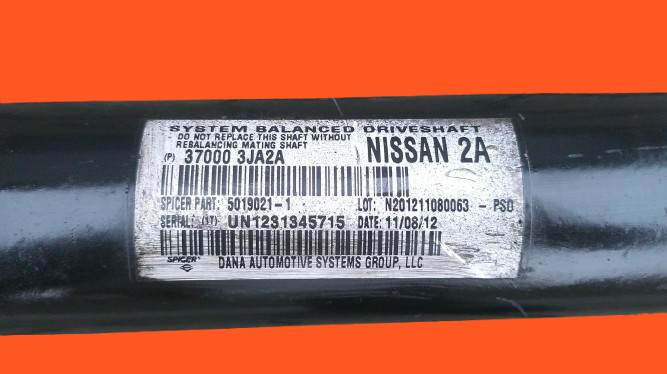 SYSTEM BALANCED DRIVESHAFT
- DO NOT REPLACE THIS SHAFT WITHOUT
REBALANCING MATING SHAFT
(P) 37000 3JA2A NISSAN 2A
SPICER PART: 5019021-1 LOT: N201211080063 - PSD
SERIAL: (1T) UN1231345715 DATE: 11/08/12
SPICER DANA AUTOMOTIVE SYSTEMS GROUP, LLC